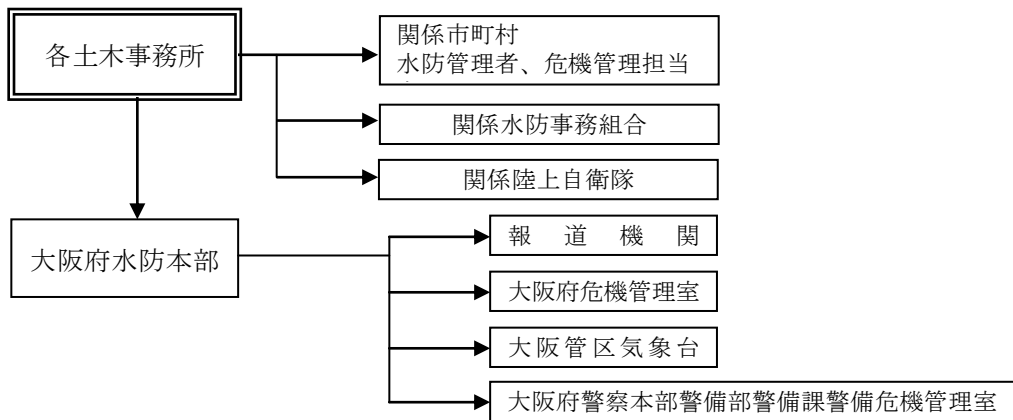 各土木事務所
関係市町村
水防管理者、危機管理担当
関係水防事務組合
関係陸上自衛隊
大阪府水防本部
報道機関
大阪府危機管理室
大阪管区気象台
大阪府警察本部警備部警備課警備危機管理室